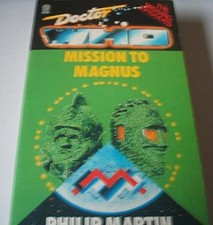 Doctor
WHO
MISSION TO
MAGNUS
PHILIP MARTIN